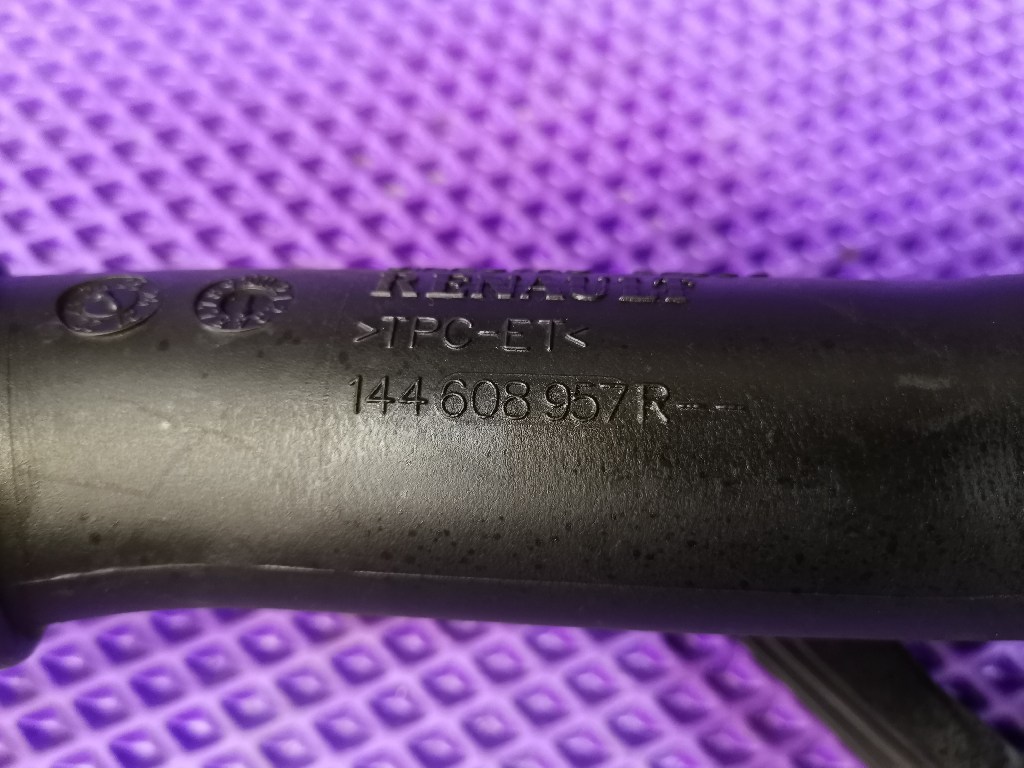 RENAULT
>TPC-ET<
144 608 957 R---